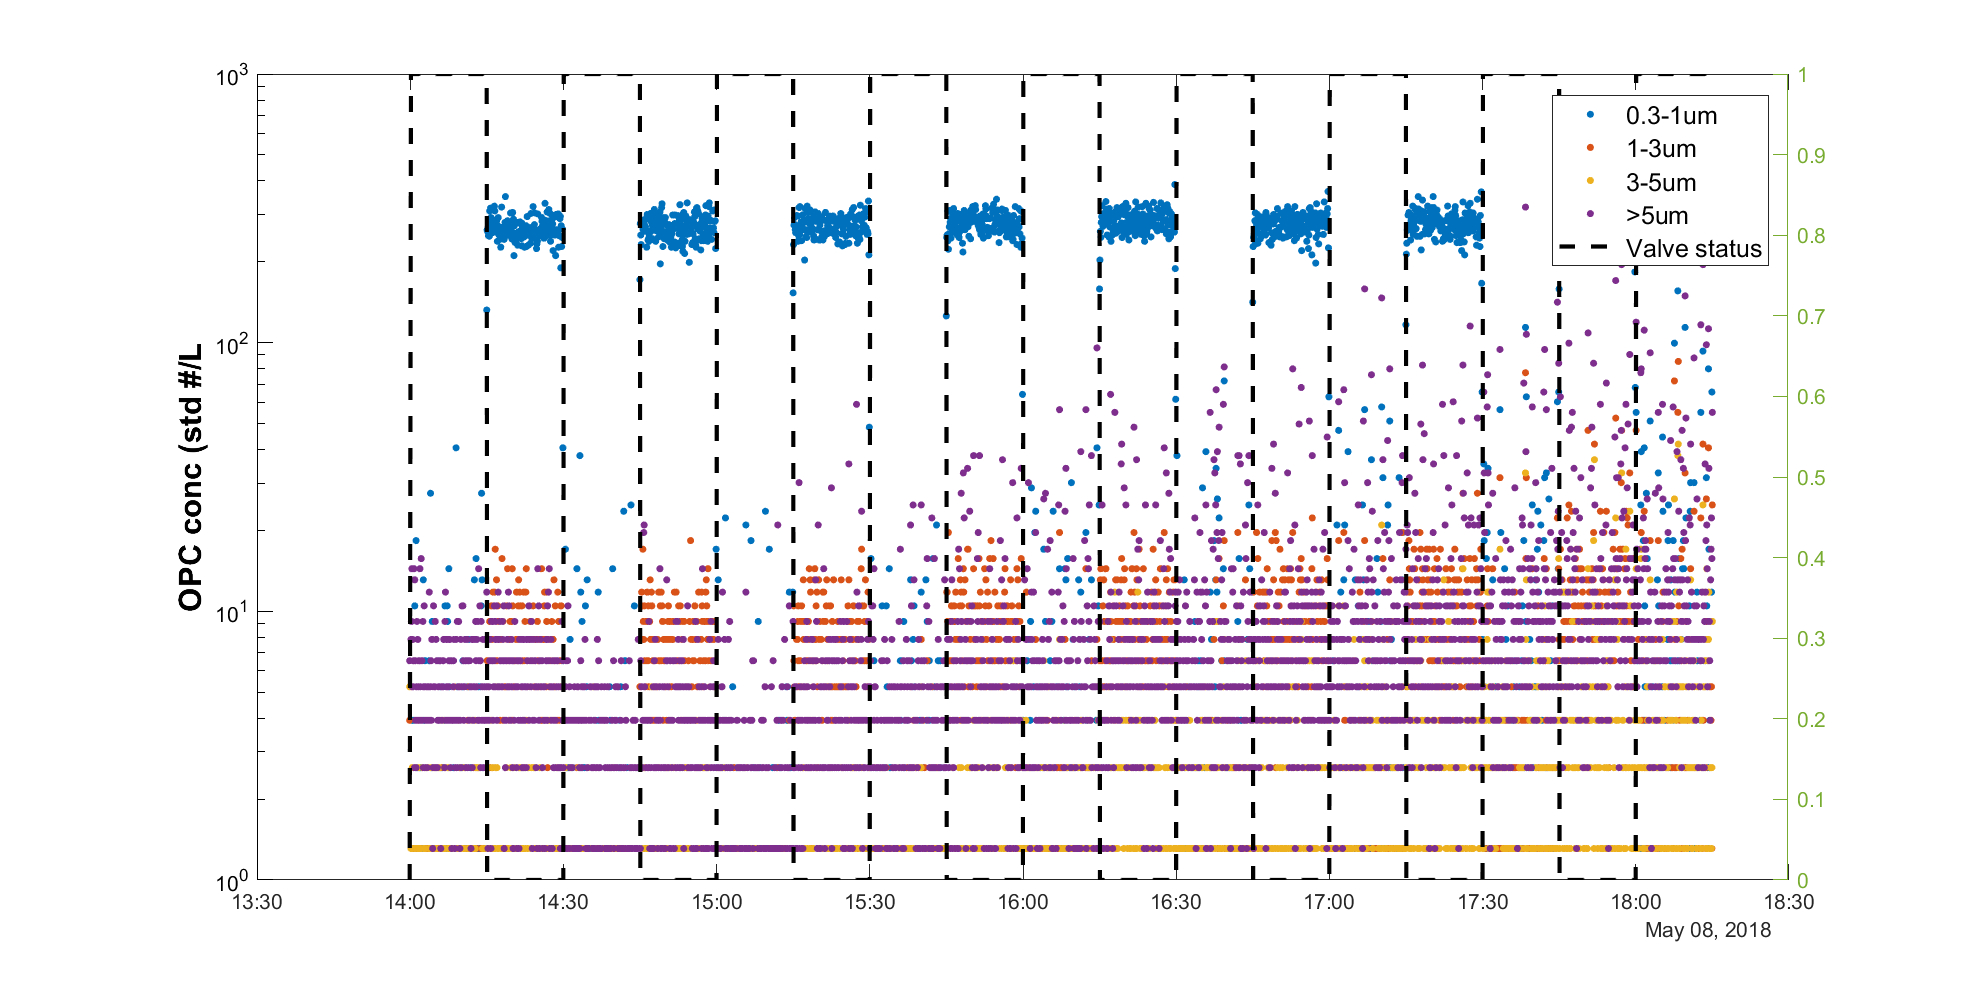 10^3
10^2
10^1
10^0
OPC conc (std #/L
1
0.9
0.8
0.7
0.6
0.5
0.4
0.3
0.2
0.1
0
0.3-1um
1-3um
3-5um
>5um
Valve status
13:30 14:00 14:30 15:00 15:30 16:00 16:30 17:00 17:30 18:00 18:30
May 08, 2018